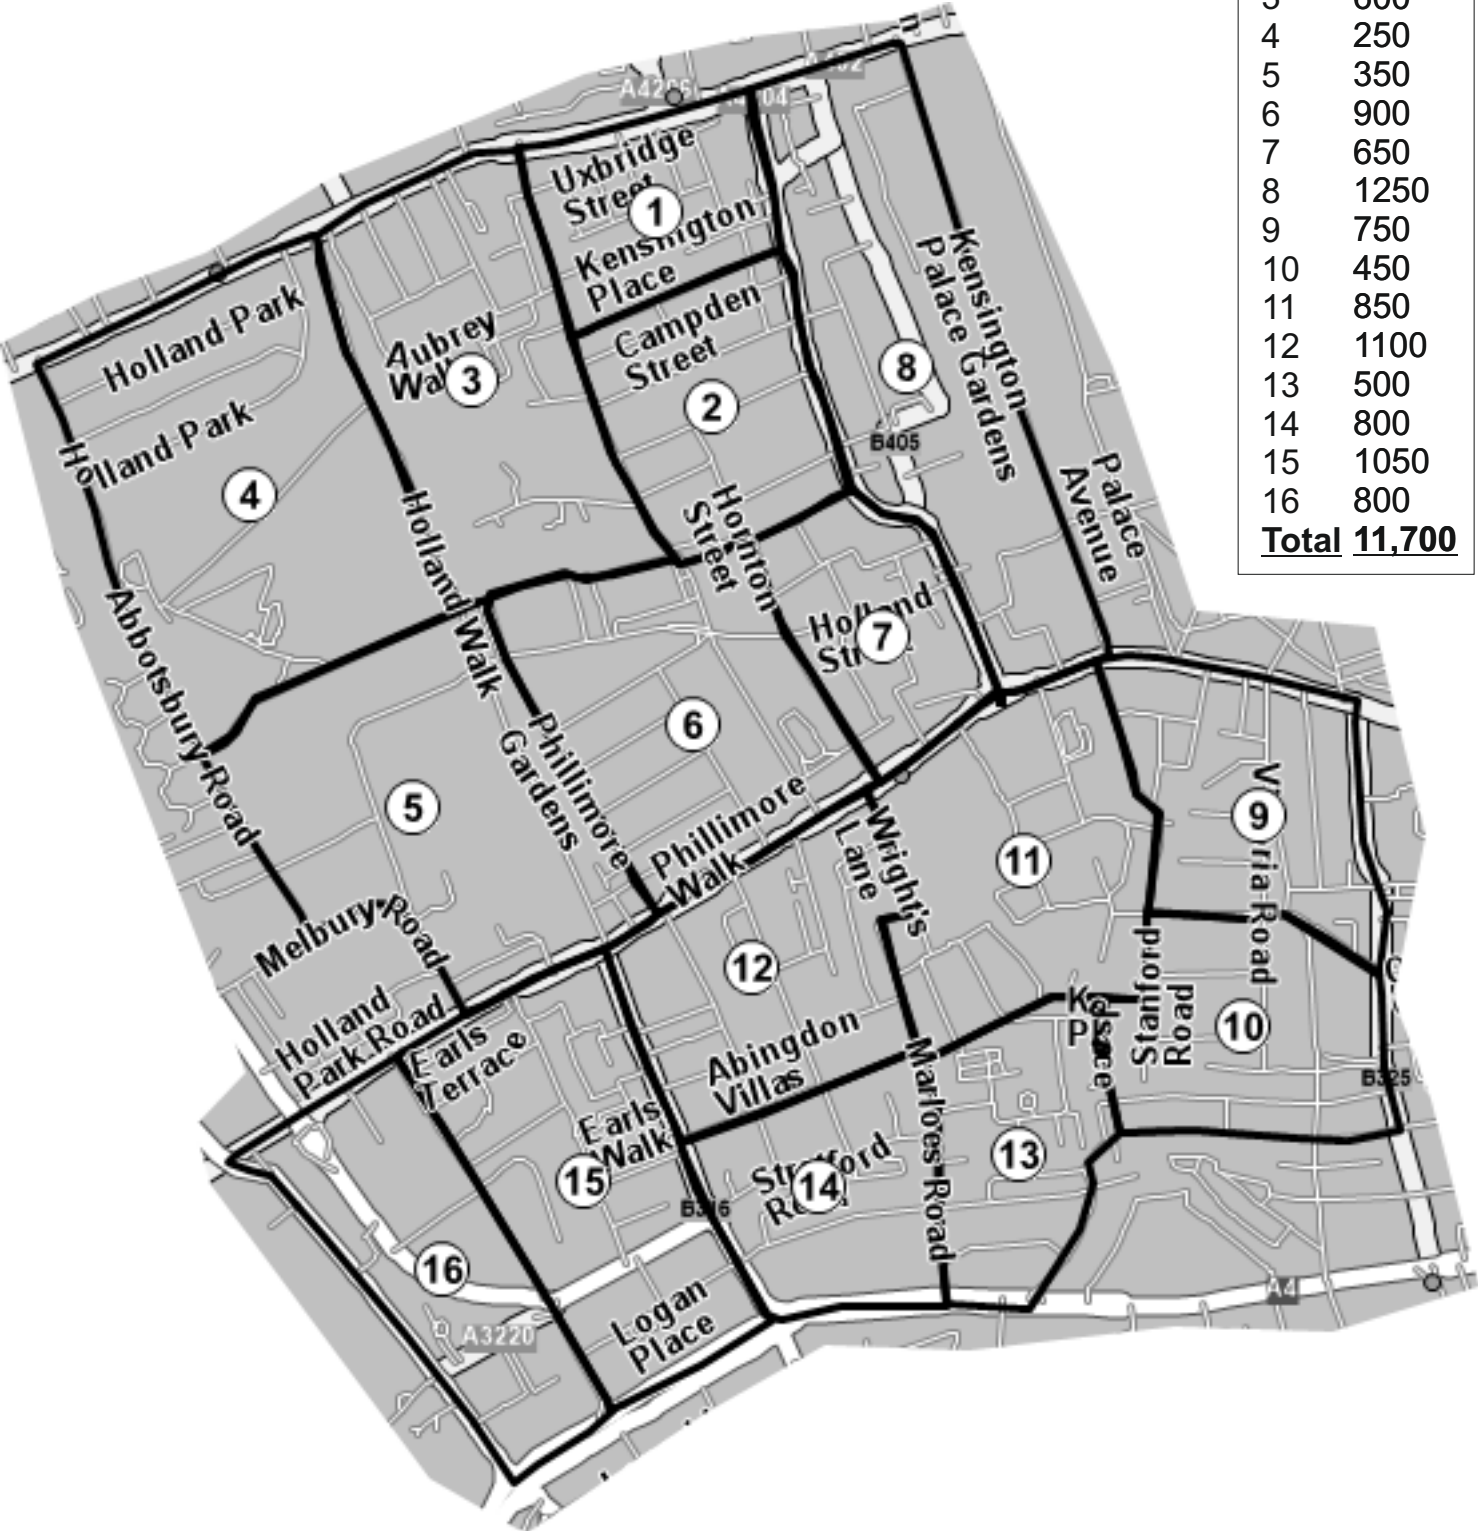 4 250
5 350
6 900
7 650
8 1250
9 750
10 450
11 850
12 1100
13 500
14 800
15 1050
16 800
Total 11,700
Uxbridge
Street
1
Kensington
Place
Campden
Street
2
Aubrey
Walk
3
8
B405
Kensington
Palace Gardens
Palace
Avenue
Holland Park
Holland Park
4
Holland Walk
Hornton
Street
Holland
7
Abbotsbury Road
5
6
Phillimore
Gardens
Phillimore
Walk
Wright's
Lane
11
9
10
Stanford
Road
Melbury Road
Holland
Park Road
Earls
Terrace
12
Abingdon
Villas
Marloes Road
13
B325
Earls
Walk
15
14
16
Logan
Place
A3220
A4